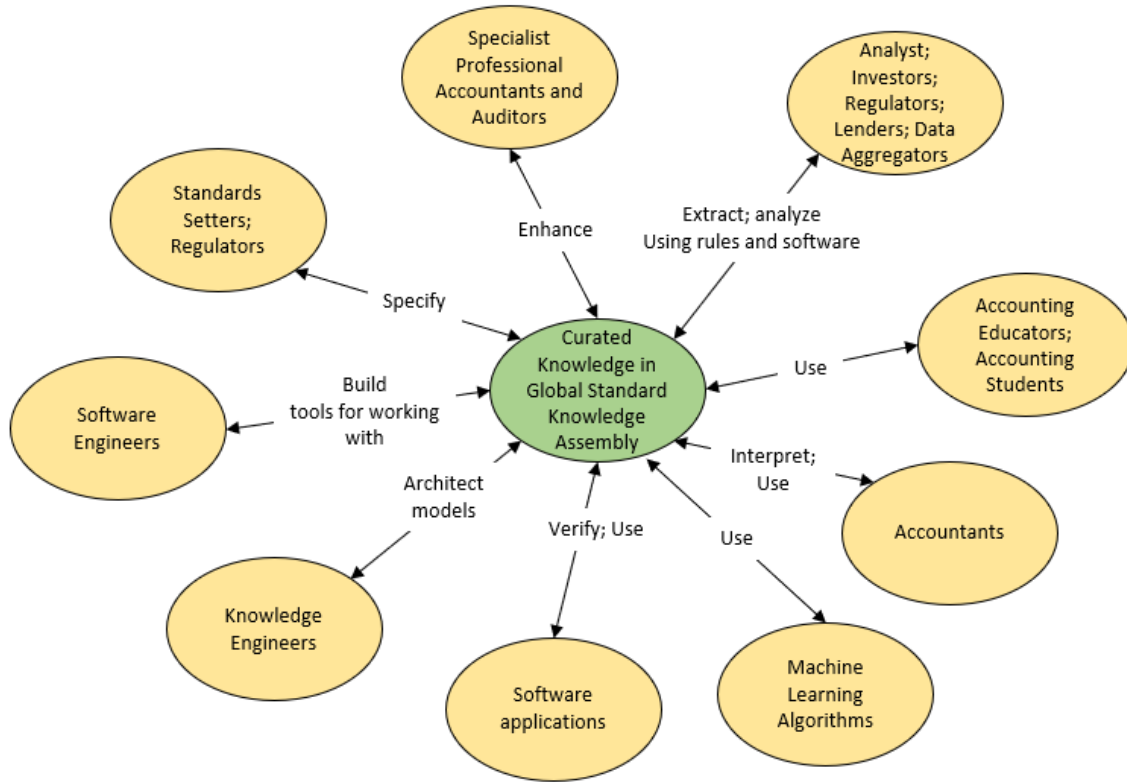 Specialist
Professional
Accountants and
Auditors
Analyst;
Investors;
Regulators;
Lenders; Data
Aggregators
Standards
Setters;
Regulators
Enhance
Extract; analyze
Using rules and software
Specify
Accounting
Educators;
Accounting
Students
Curated
Knowledge in
Global Standard
Knowledge
Assembly
Use
Build
tools for working
with
Software
Engineers
Interpret;
Use
Architect
models
Verify; Use
Use
Accountants
Knowledge
Engineers
Software
applications
Machine
Learning
Algorithms